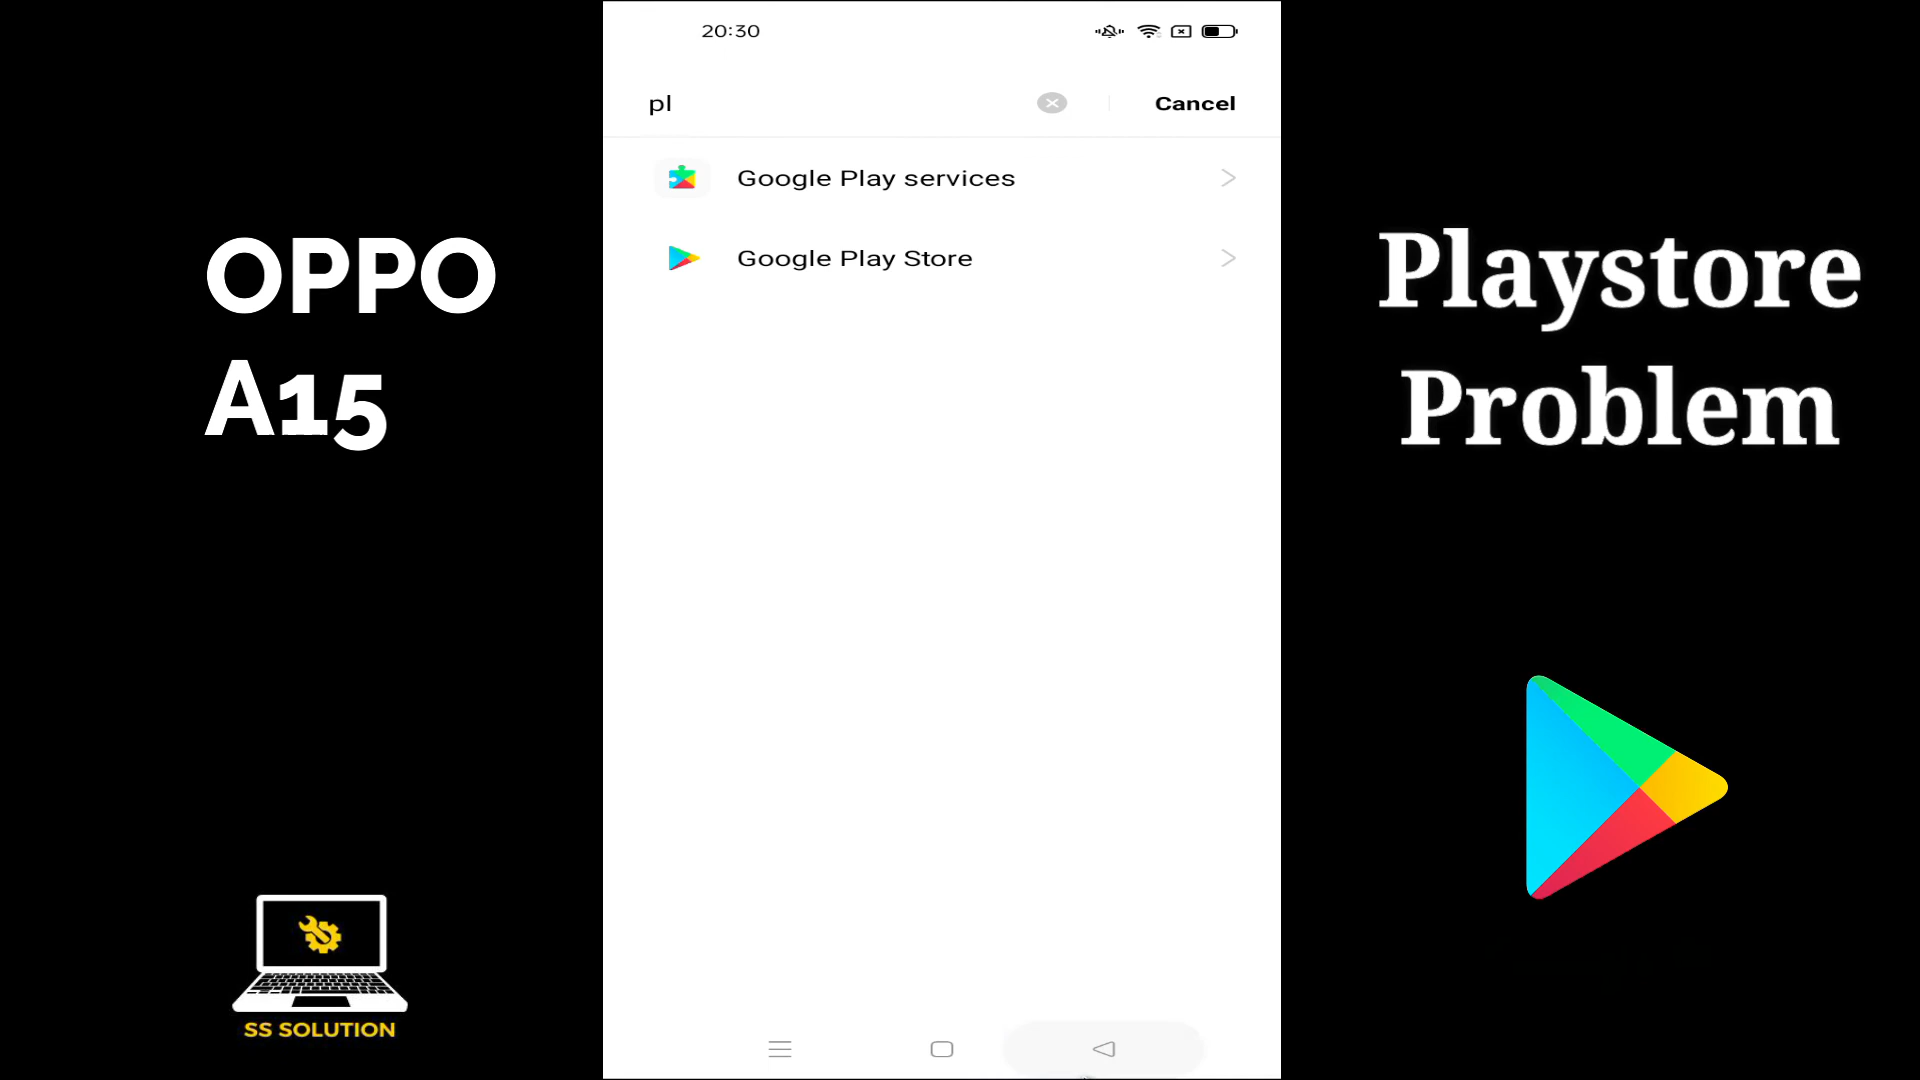 OPPO
A15
SS SOLUTION
20:30
pl
Cancel
Google Play services
Google Play Store
Playstore
Problem